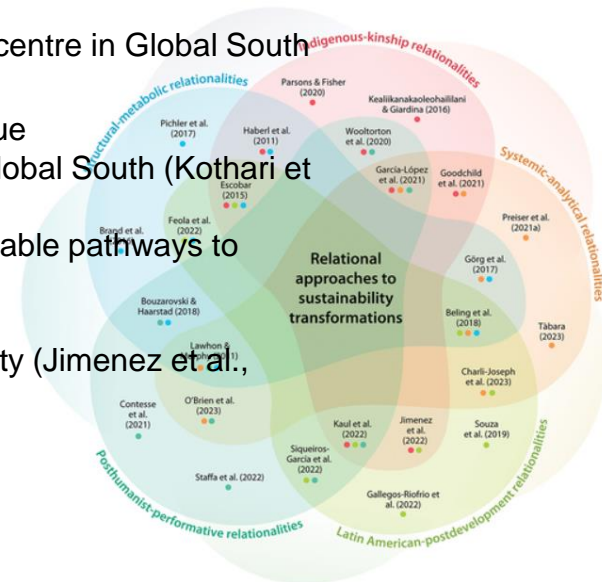 centre in Global South
ue
lobal South (Kothari et
able pathways to
ty (Jimenez et al.,
Structural-metabolic relationalities
Indigenous-kinship relationalities
Systemic-analytical relationalities
Latin American-postdevelopment relationalities
Posthumanist-performative relationalities
Relational
approaches to
sustainability
transformations
Parsons & Fisher
(2020)
Kealiikanakaoleohaililani
& Giardina (2016)
Pichler et al.
(2017)
Haberl et al.
(2011)
Wooltorton
et al. (2020)
García-López
et al. (2021)
Goodchild
et al. (2021)
Escobar
(2015)
Preiser et al.
(2021a)
Feola et al.
(2022)
Brand et al.
Görg et al.
(2017)
Bouzarovski &
Haarstad (2018)
Beling et al.
(2018)
Tàbara
(2023)
Lawhon &
Charli-Joseph
et al. (2023)
Contesse
et al.
(2021)
O'Brien et al.
(2023)
Kaul et al.
(2022)
Jimenez
et al.
(2022)
Souza
et al. (2019)
Siqueiros-
García et al.
(2022)
Staffa et al. (2022)
Gallegos-Riofrío et
al. (2022)